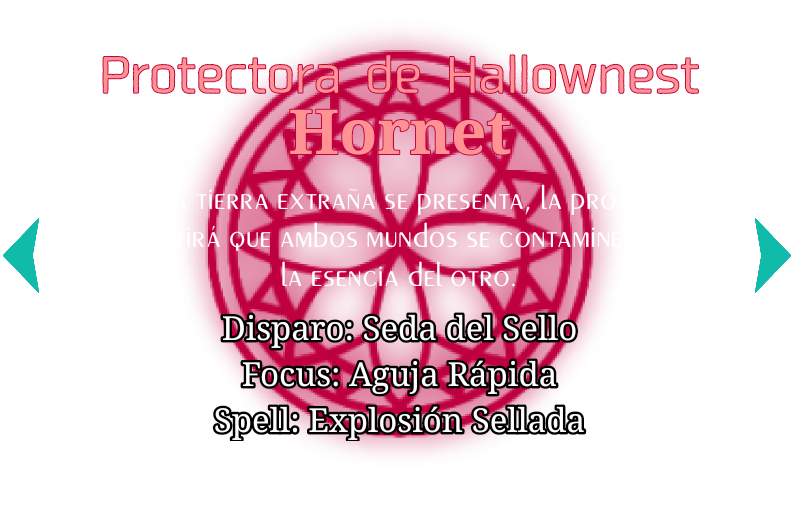 Protectora de Hallownest
Hornet
TIERRA EXTRAÑA SE PRESENTA, LA
QUE AMBOS MUNDOS SE
LA ESENCIA DEL OTRO.
Disparo: Seda del Sello
Focus: Aguja Rápida
Spell: Explosión Sellada